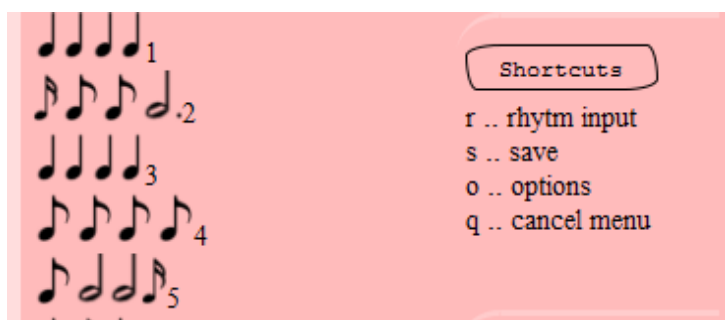 1
.2
3
4
5
Shortcuts
r .. rhytm input
s .. save
o .. options
q .. cancel menu